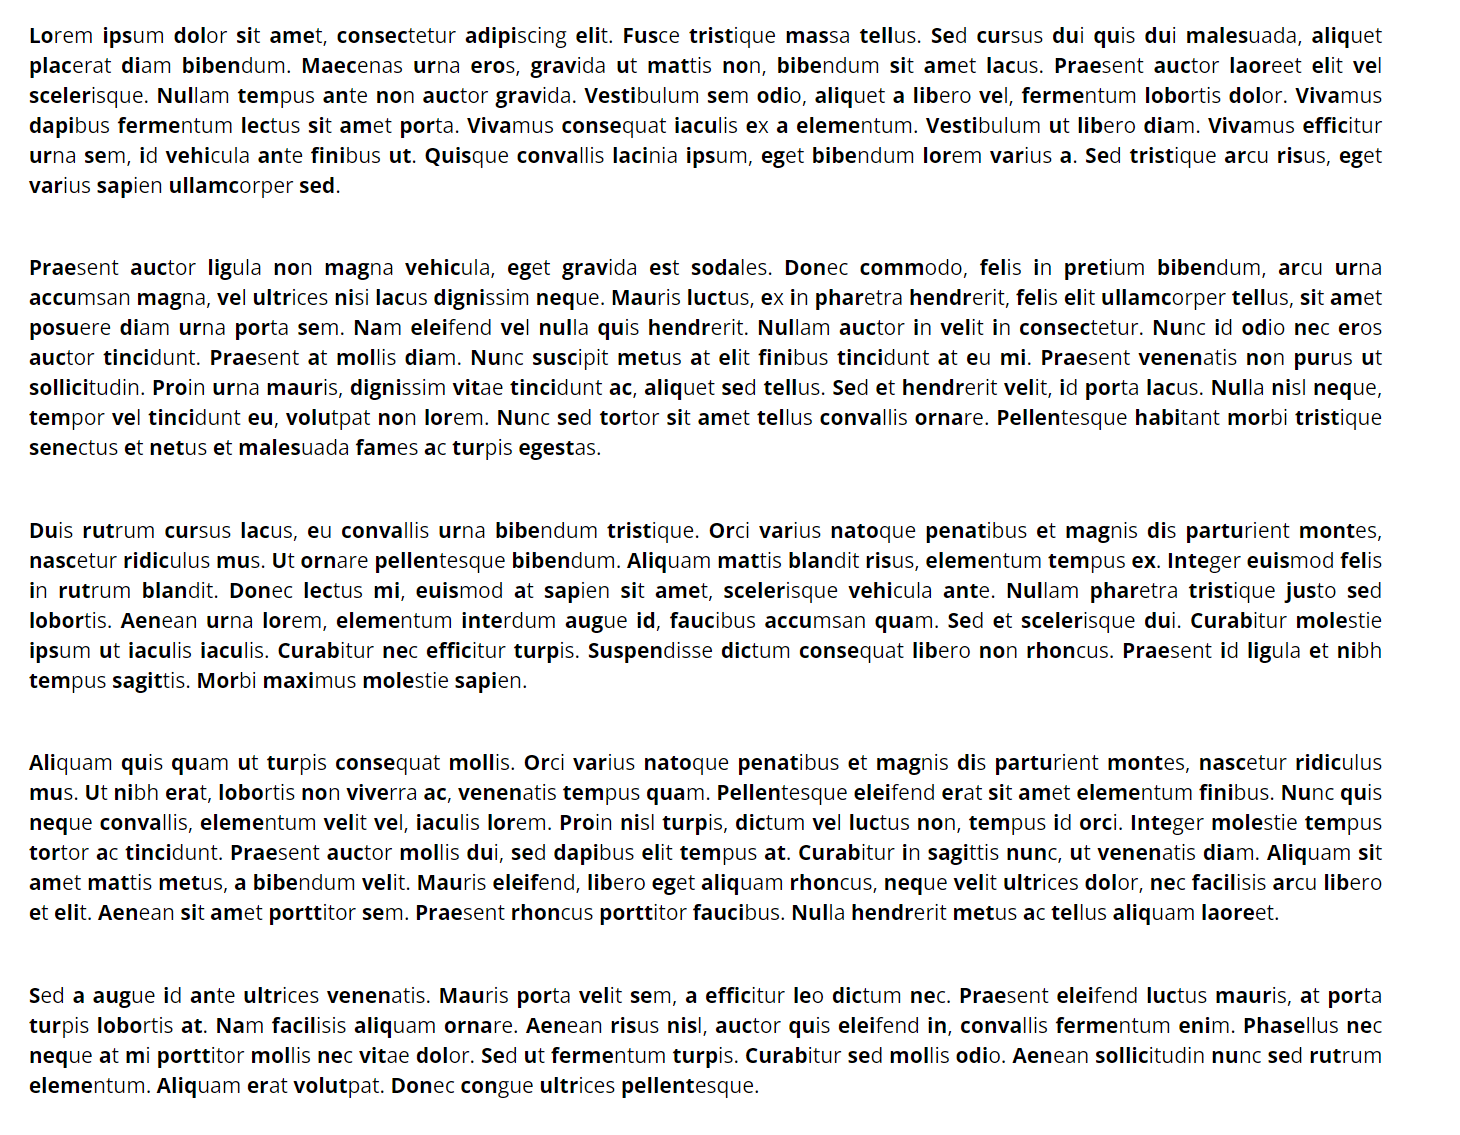 Lorem ipsum dolor sit amet, consectetur adipiscing elit. Fusce tristique massa tellus. Sed cursus dui quis dui malesuada, aliquet
placerat diam bibendum. Maecenas urna eros, gravida ut mattis non, bibendum sit amet lacus. Praesent auctor laoreet elit vel
scelerisque. Nullam tempus ante non auctor gravida. Vestibulum sem odio, aliquet a libero vel, fermentum lobortis dolor. Vivamus
dapibus fermentum lectus sit amet porta. Vivamus consequat iaculis ex a elementum. Vestibulum ut libero diam. Vivamus efficitur
urna sem, id vehicula ante finibus ut. Quisque convallis lacinia ipsum, eget bibendum lorem varius a. Sed tristique arcu risus, eget
varius sapien ullamcorper sed.
Praesent auctor ligula non magna vehicula, eget gravida est sodales. Donec commodo, felis in pretium bibendum, arcu urna
accumsan magna, vel ultrices nisi lacus dignissim neque. Mauris luctus, ex in pharetra hendrerit, felis elit ullamcorper tellus, sit amet
posuere diam urna porta sem. Nam eleifend vel nulla quis hendrerit. Nullam auctor in velit in consectetur. Nunc id odio nec eros
auctor tincidunt. Praesent at mollis diam. Nunc suscipit metus at elit finibus tincidunt at eu mi. Praesent venenatis non purus ut
sollicitudin. Proin urna mauris, dignissim vitae tincidunt ac, aliquet sed tellus. Sed et hendrerit velit, id porta lacus. Nulla nisl neque,
tempor vel tincidunt eu, volutpat non lorem. Nunc sed tortor sit amet tellus convallis ornare. Pellentesque habitant morbi tristique
senectus et netus et malesuada fames ac turpis egestas.
Duis rutrum cursus lacus, eu convallis urna bibendum tristique. Orci varius natoque penatibus et magnis dis parturient montes,
nascetur ridiculus mus. Ut ornare pellentesque bibendum. Aliquam mattis blandit risus, elementum tempus ex. Integer euismod felis
in rutrum blandit. Donec lectus mi, euismod at sapien sit amet, scelerisque vehicula ante. Nullam pharetra tristique justo sed
lobortis. Aenean urna lorem, elementum interdum augue id, faucibus accumsan quam. Sed et scelerisque dui. Curabitur molestie
ipsum ut iaculis iaculis. Curabitur nec efficitur turpis. Suspendisse dictum consequat libero non rhoncus. Praesent id ligula et nibh
tempus sagittis. Morbi maximus molestie sapien.
Aliquam quis quam ut turpis consequat mollis. Orci varius natoque penatibus et magnis dis parturient montes, nascetur ridiculus
mus. Ut nibh erat, lobortis non viverra ac, venenatis tempus quam. Pellentesque eleifend erat sit amet elementum finibus. Nunc quis
neque convallis, elementum velit vel, iaculis lorem. Proin nisl turpis, dictum vel luctus non, tempus id orci. Integer molestie tempus
tortor ac tincidunt. Praesent auctor mollis dui, sed dapibus elit tempus at. Curabitur in sagittis nunc, ut venenatis diam. Aliquam sit
amet mattis metus, a bibendum velit. Mauris eleifend, libero eget aliquam rhoncus, neque velit ultrices dolor, nec facilisis arcu libero
et elit. Aenean sit amet porttitor sem. Praesent rhoncus porttitor faucibus. Nulla hendrerit metus ac tellus aliquam laoreet.
Sed a augue id ante ultrices venenatis. Mauris porta velit sem, a efficitur leo dictum nec. Praesent eleifend luctus mauris, at porta
turpis lobortis at. Nam facilisis aliquam ornare. Aenean risus nisl, auctor quis eleifend in, convallis fermentum enim. Phasellus nec
neque at mi porttitor mollis nec vitae dolor. Sed ut fermentum turpis. Curabitur sed mollis odio. Aenean sollicitudin nunc sed rutrum
elementum. Aliquam erat volutpat. Donec congue ultrices pellentesque.